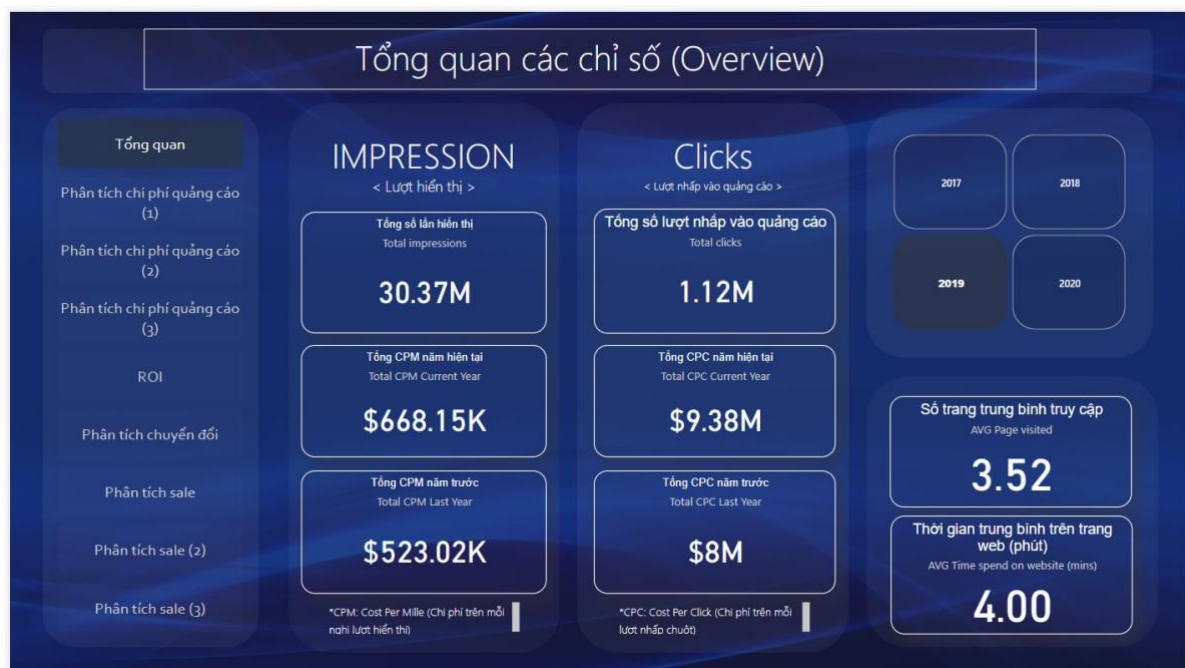 Tổng quan các chỉ số (Overview)
Tổng quan
Phân tích chi phí quảng cáo
(1)
Phân tích chi phí quảng cáo
(2)
Phân tích chi phí quảng cáo
(3)
ROI
Phân tích chuyển đổi
Phân tích sale
Phân tích sale (2)
Phân tích sale (3)
IMPRESSION
< Lượt hiển thị >
Tổng số lần hiển thị
Total impressions
30.37M
Tổng CPM năm hiện tại
Total CPM Current Year
$668.15K
Tổng CPM năm trước
Total CPM Last Year
$523.02K
*CPM: Cost Per Mille (Chi phí trên mỗi
nghị lượt hiển thị)
Clicks
< Lượt nhấp vào quảng cáo >
Tổng số lượt nhấp vào quảng cáo
Total clicks
1.12M
Tổng CPC năm hiện tại
Total CPC Current Year
$9.38M
Tổng CPC năm trước
Total CPC Last Year
$8M
*CPC: Cost Per Click (Chi phí trên mỗi
lượt nhấp chuột)
2017
2018
2019
2020
Số trang trung bình truy cập
AVG Page visited
3.52
Thời gian trung bình trên trang
web (phút)
AVG Time spend on website (mins)
4.00